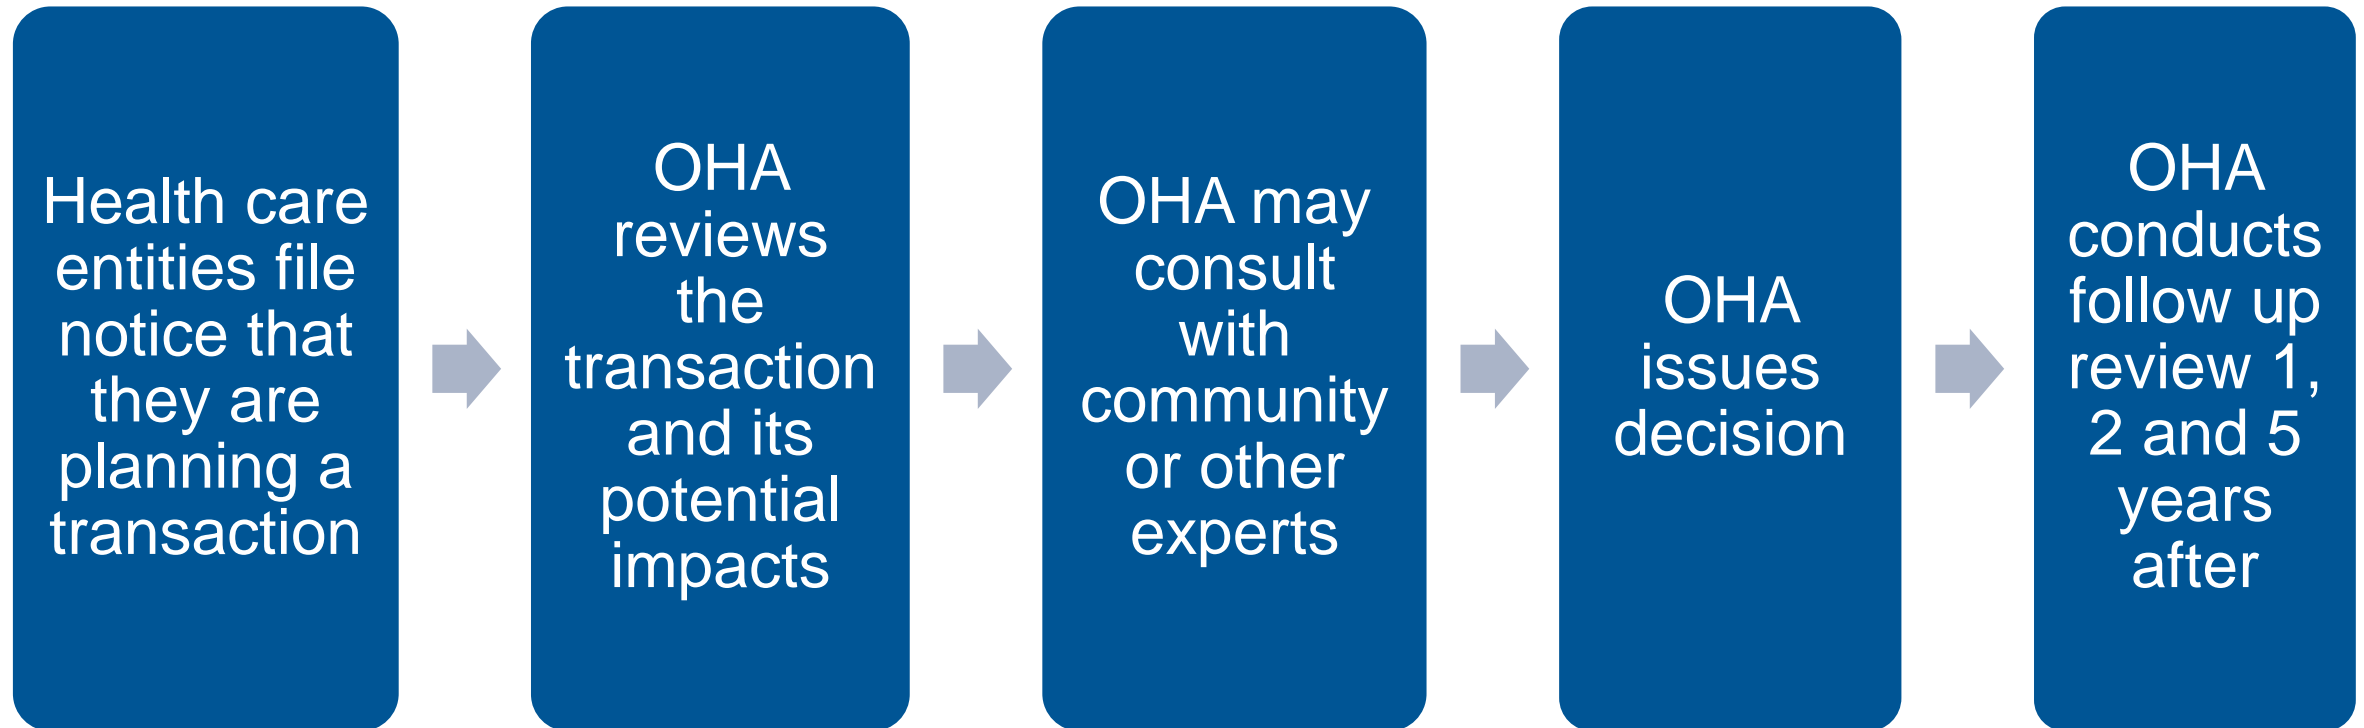 Health care
entities file
notice that
they are
planning a
transaction
OHA
reviews
the
transaction
and its
potential
impacts
OHA may
consult
with
community
or other
experts
OHA
issues
decision
OHA
conducts
follow up
review 1,
2 and 5
years
after